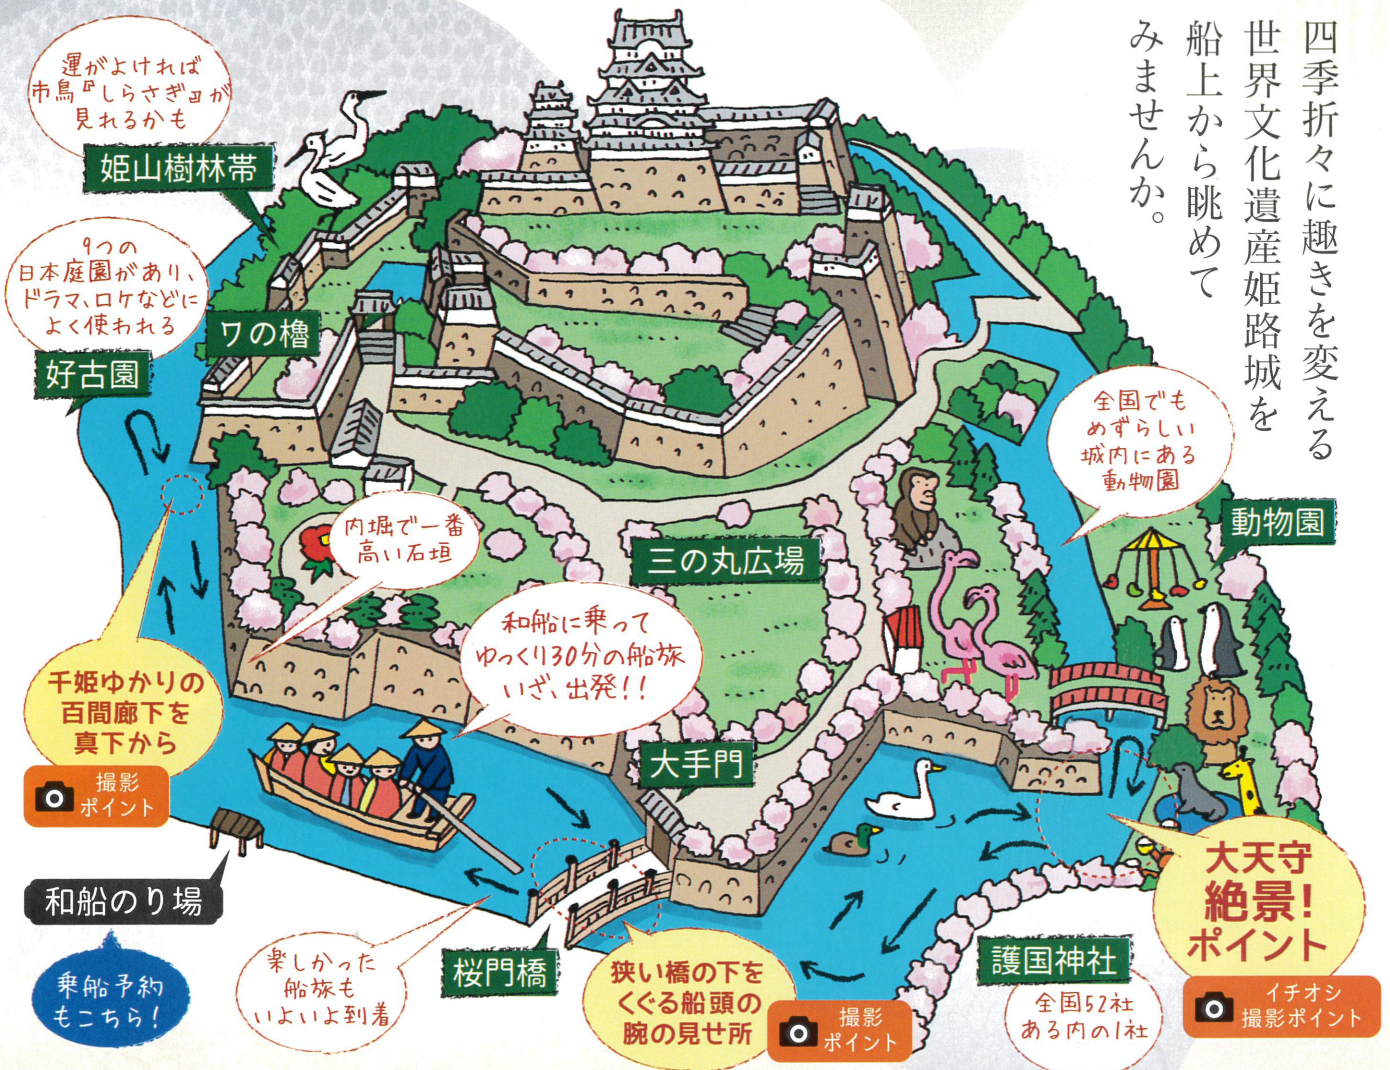 四季折々に趣きを変える
世界文化遺産姫路城を
船上から眺めて
みませんか。
運がよければ
市鳥『しらさぎ』が
見れるかも
姫山樹林帯
9つの
日本庭園があり、
ドラマ、ロケなどに
よく使われる
好古園
ワの櫓
全国でも
めずらしい
城内にある
動物園
動物園
内堀で一番
高い石垣
三の丸広場
和船に乗って
ゆっくり30分の船旅
いざ、出発!!
千姫ゆかりの
百間廊下を
真下から
撮影
ポイント
大手門
和船のり場
乗船予約
もこちら!
楽しかった
船旅も
いよいよ到着
桜門橋
狭い橋の下を
くぐる船頭の
腕の見せ所
撮影
ポイント
護国神社
全国52社
ある内の1社
大天守
絶景!
ポイント
イチオシ
撮影ポイント